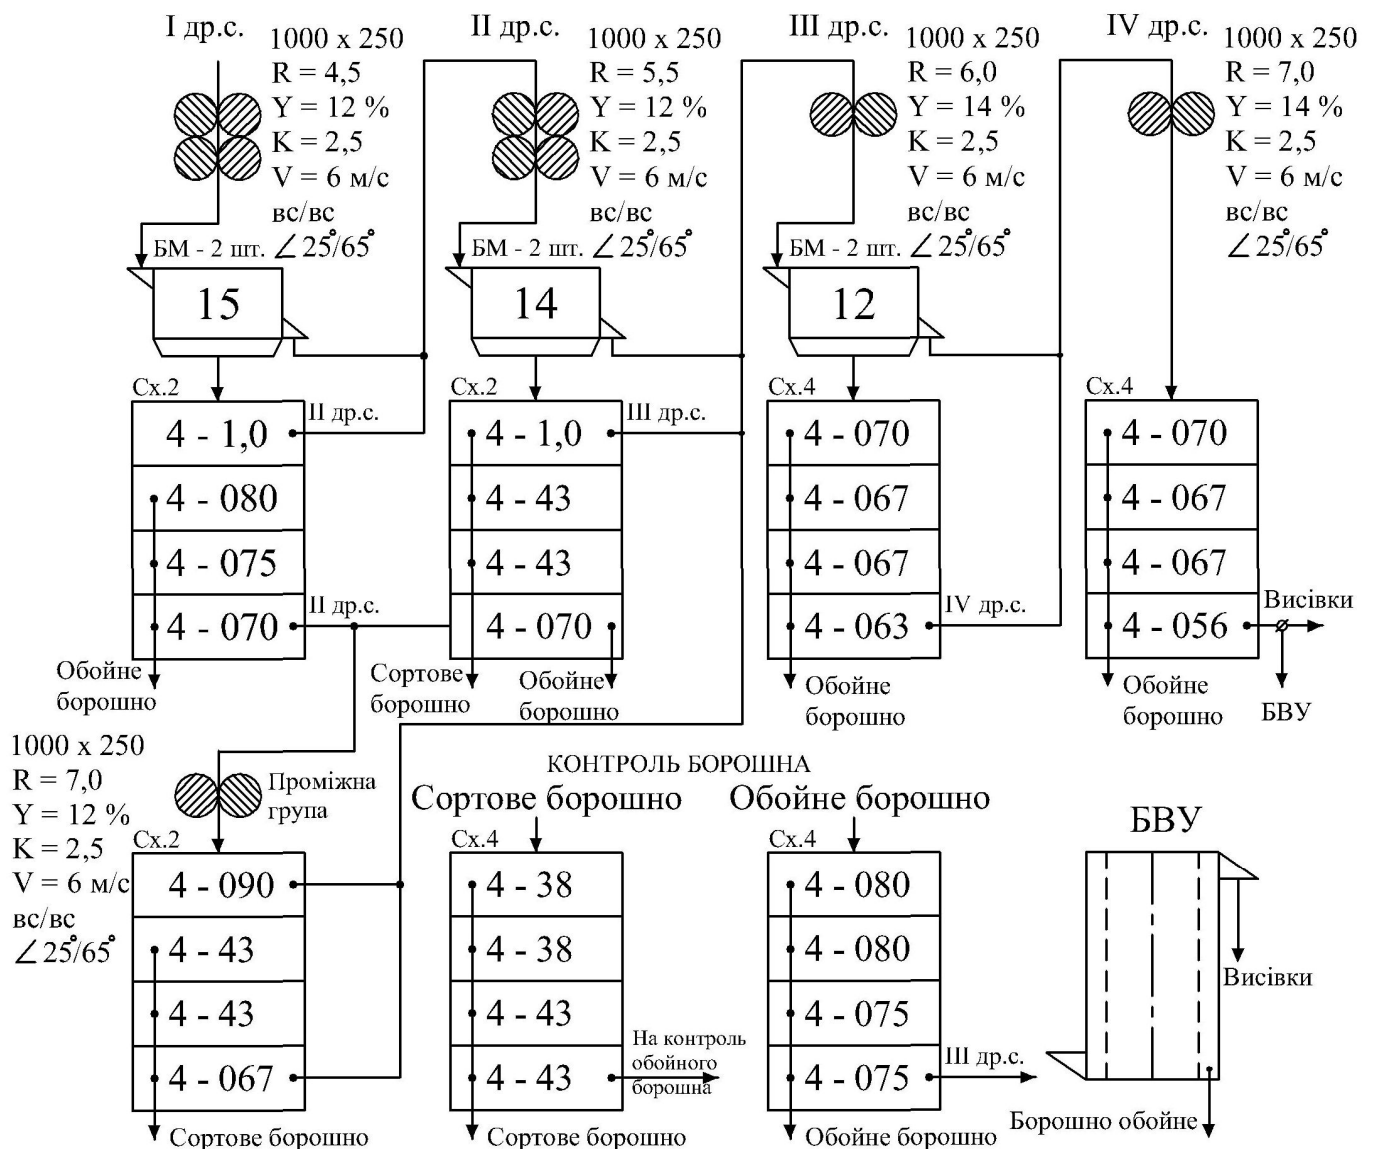 I др.с.
1000 x 250
R = 4,5
Y = 12 %
K = 2,5
V = 6 м/с
вс/вс
∠25°/65°
БМ - 2 шт.
15
Сх.2
4 - 1,0
II др.с.
4 - 080
4 - 075
4 - 070
II др.с.
Обойне
борошно
II др.с.
1000 x 250
R = 5,5
Y = 12 %
K = 2,5
V = 6 м/с
вс/вс
∠25°/65°
БМ - 2 шт.
14
Сх.2
4 - 1,0
III др.с.
4 - 43
4 - 43
4 - 070
Сортове
борошно
Обойне
борошно
III др.с.
1000 x 250
R = 6,0
Y = 14 %
K = 2,5
V = 6 м/с
вс/вс
∠25°/65°
БМ - 2 шт.
12
Сх.4
4 - 070
4 - 067
4 - 067
4 - 063
IV др.с.
Обойне
борошно
IV др.с.
1000 x 250
R = 7,0
Y = 14 %
K = 2,5
V = 6 м/с
вс/вс
∠25°/65°
Сх.4
4 - 070
4 - 067
4 - 067
4 - 056
Висівки
БВУ
Обойне
борошно
1000 x 250
R = 7,0
Y = 12 %
K = 2,5
V = 6 м/с
вс/вс
∠25°/65°
Проміжна
група
Сх.2
4 - 090
4 - 43
4 - 43
4 - 067
Сортове борошно
КОНТРОЛЬ БОРОШНА
Сортове борошно
Сх.4
4 - 38
4 - 38
4 - 43
4 - 43
На контроль
обойного
борошна
Сортове борошно
Обойне борошно
Сх.4
4 - 080
4 - 080
4 - 075
4 - 075
III др.с.
Обойне борошно
БВУ
Висівки
Борошно обойне